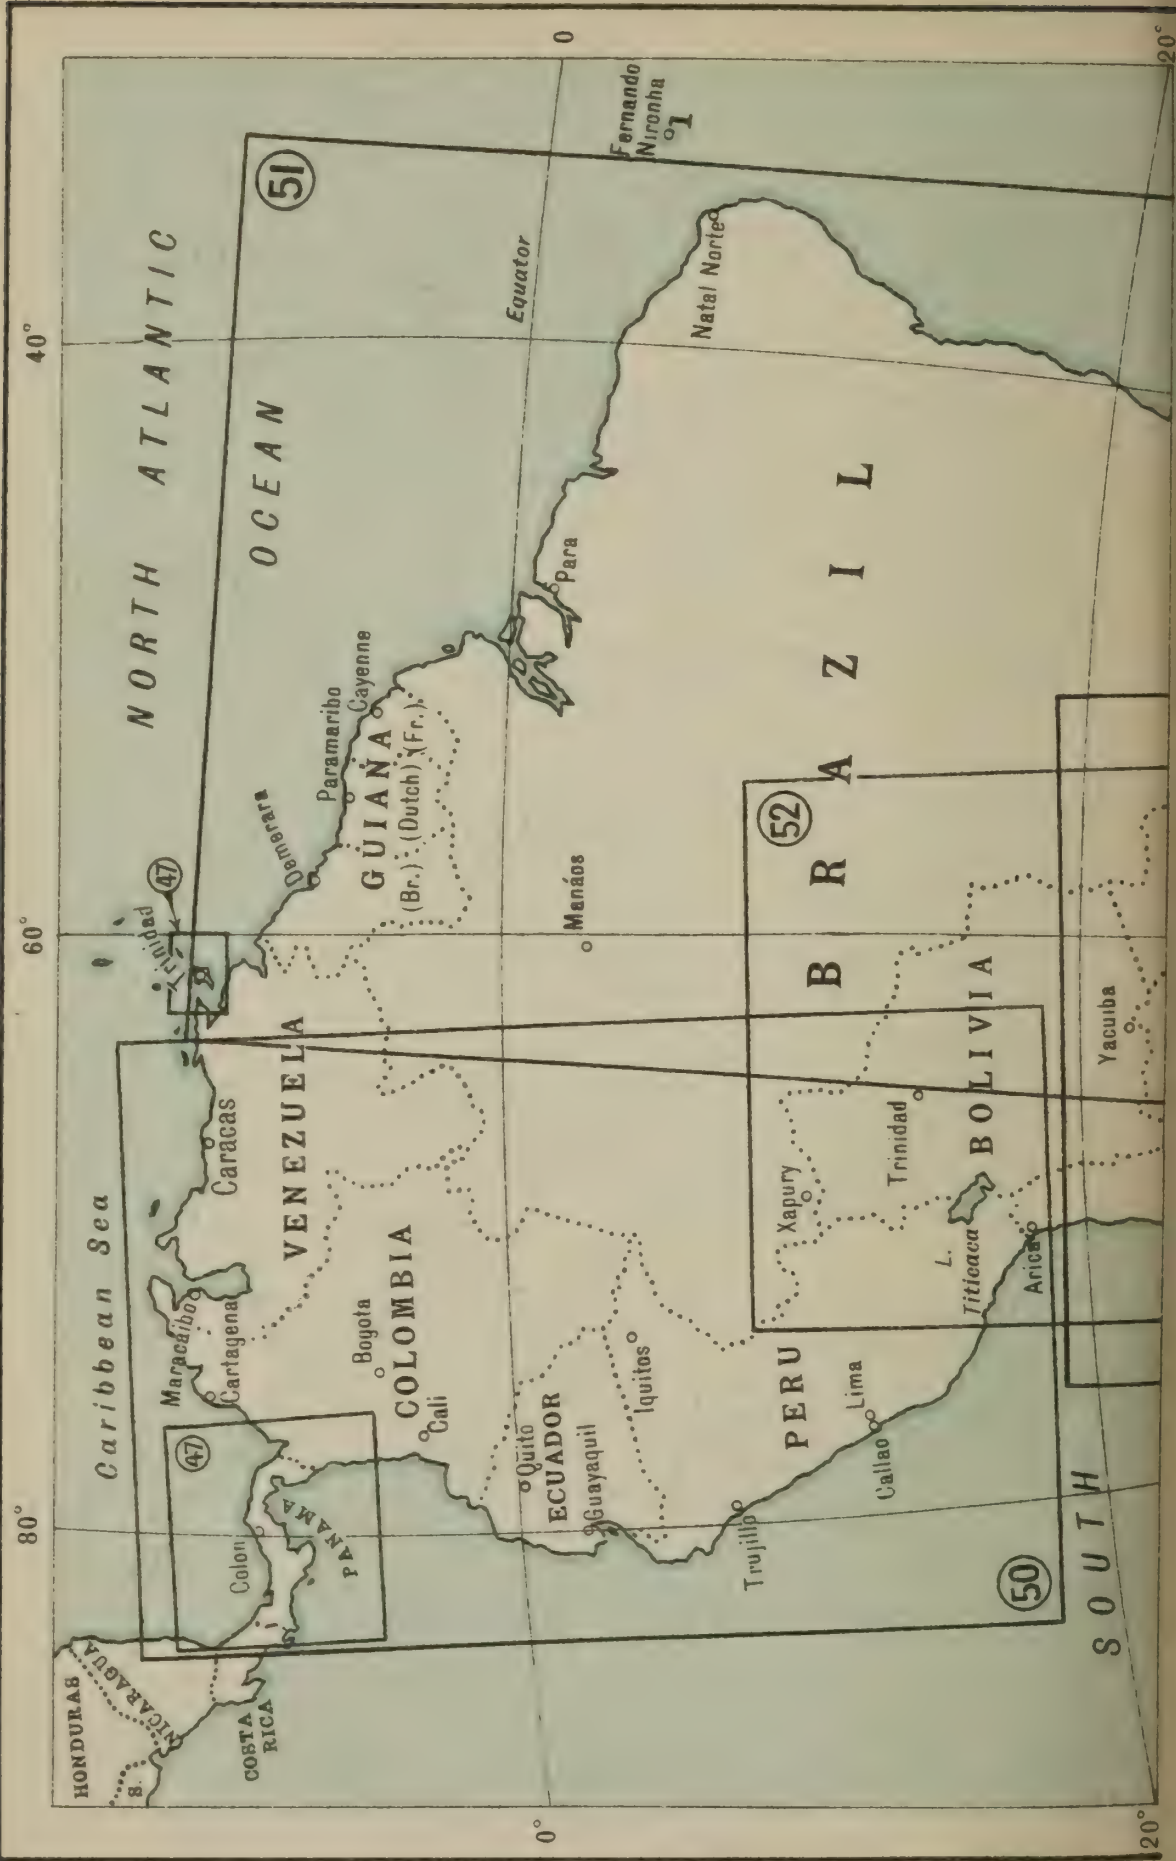 80°
60°
40°
HONDURAS
S.
NICARAGUA
COSTA
RICA
Caribbean Sea
NORTH ATLANTIC
OCEAN
47
Colon
PANAMA
Maracaibo
Cartagena
Caracas
Trinidad
47
51
VENEZUELA
Demerara
Paramaribo
Cayenne
GUIANA
(Br.)
(Dutch)
(Fr.)
Bogota
COLOMBIA
Cali
0°
Equator
0
Quito
ECUADOR
Guayaquil
Iquitos
Manáos
Para
Fernando
Nironha
1
Natal Norte
Trujillo
PERU
Lima
Callao
Xapury
52
BRAZIL
Trinidad
L.
Titicaca
BOLIVIA
Arica
50
Yacuiba
SOUTH
20°
20°